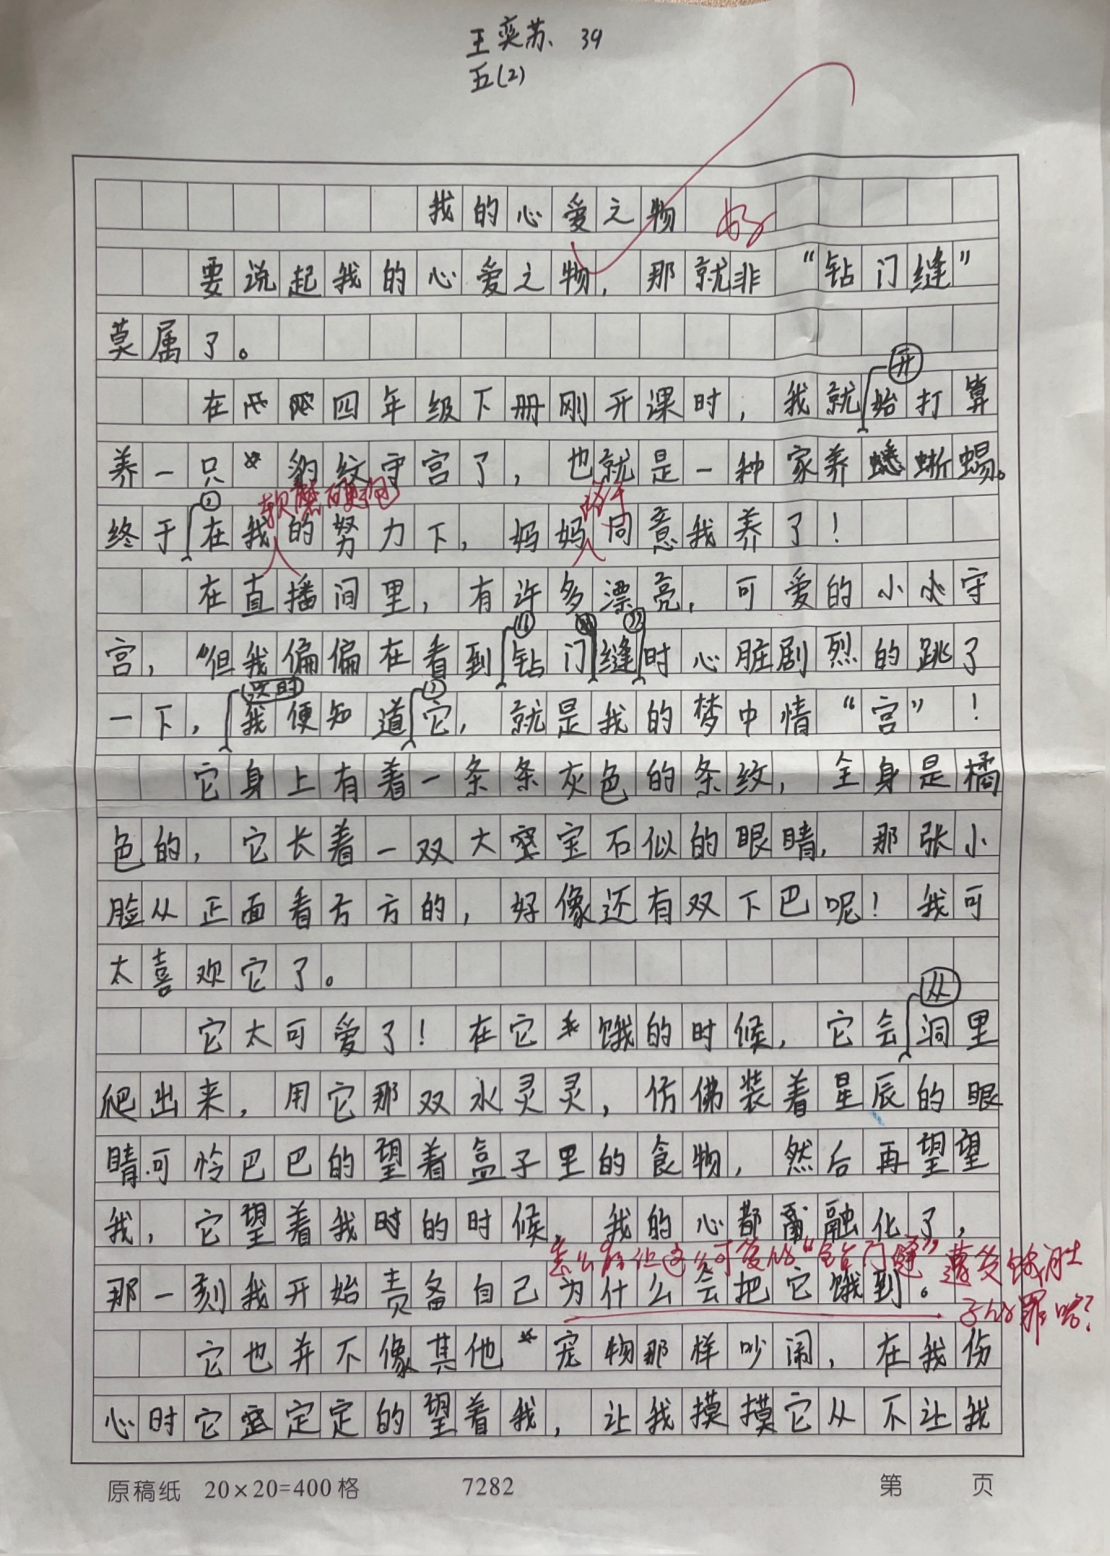 王奕苏 39
五(2)
我的心爱之物 好
要说起我的心爱之物，那就非“钻门缝”
莫属了。
开
在四年级下册刚开课时，我就始打算
养一只豹纹守宫了，也就是一种家养蟋蜥蜴。
， 软磨硬泡 终于
终于在我的努力下，妈妈同意我养了！
在直播间里，有许多漂亮，可爱的小小守
宫，“但我偏偏在看到钻门缝时心脏剧烈的跳了
“ ”
这时 ，
一下，我便知道它，就是我的梦中情“宫”！
它身上有着一条条灰色的条纹，全身是橘
色的，它长着一双大宝石似的眼睛，那张小
脸从正面看方方的，好像还有双下巴呢！我可
太喜欢它了。
从
它太可爱了！在它饿的时候，它会洞里
爬出来，用它那双水灵灵，仿佛装着星辰的眼
睛可怜巴巴的望着盒子里的食物，然后再望望
我，它望着我时的时候，我的心都融化了，
怎么能让这么可爱的“钻门缝”遭受饿肚
子的罪呢？
那一刻我开始责备自己为什么会把它饿到。
它也并不像其他宠物那样吵闹，在我伤
心时它定定的望着我，让我摸摸它从不让我
原稿纸 20×20=400格 7282 第 页